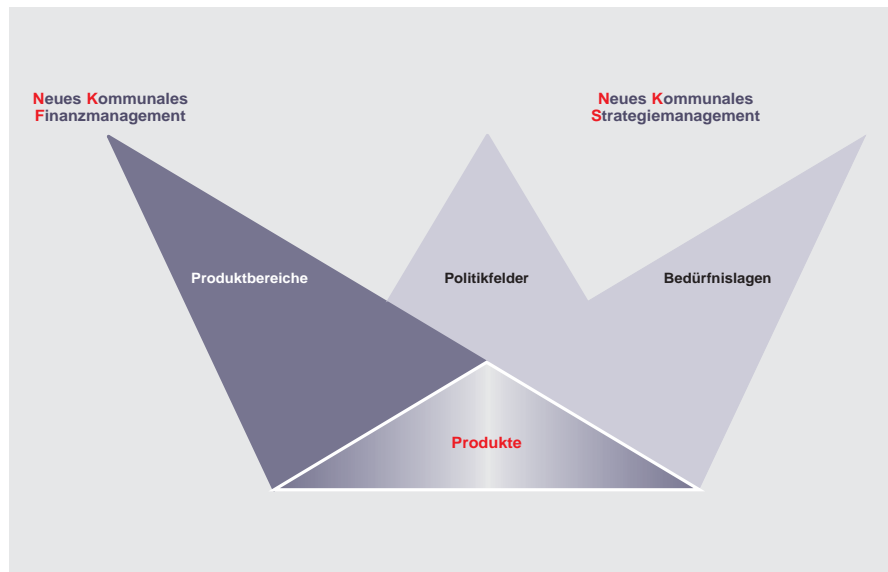 Neues Kommunales
Finanzmanagement
Neues Kommunales
Strategiemanagement
Produktbereiche
Politikfelder
Bedürfnislagen
Produkte